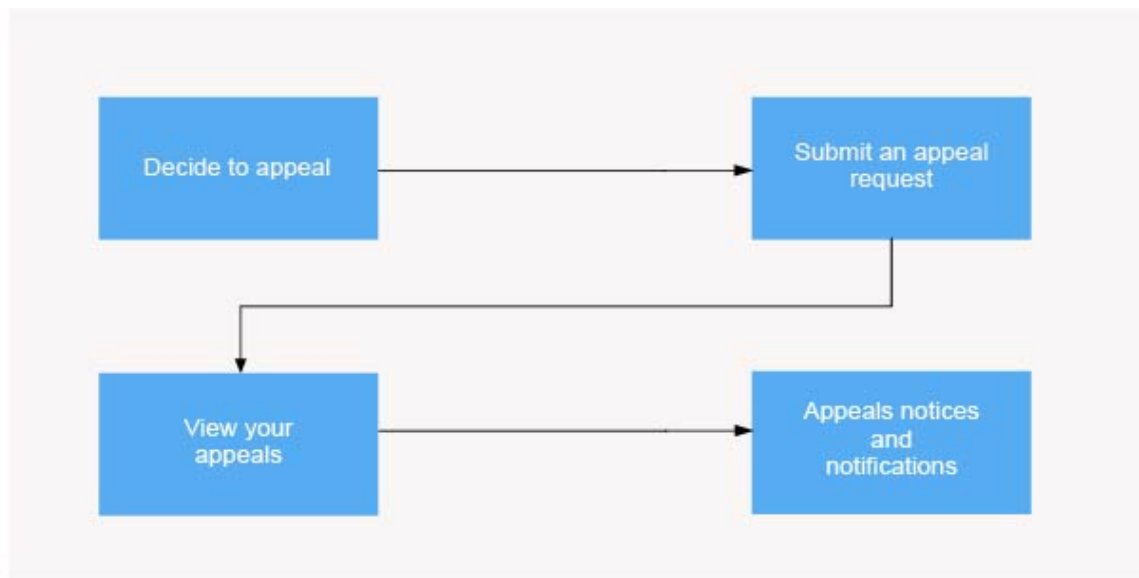 Decide to appeal
Submit an appeal
request
View your
appeals
Appeals notices
and
notifications